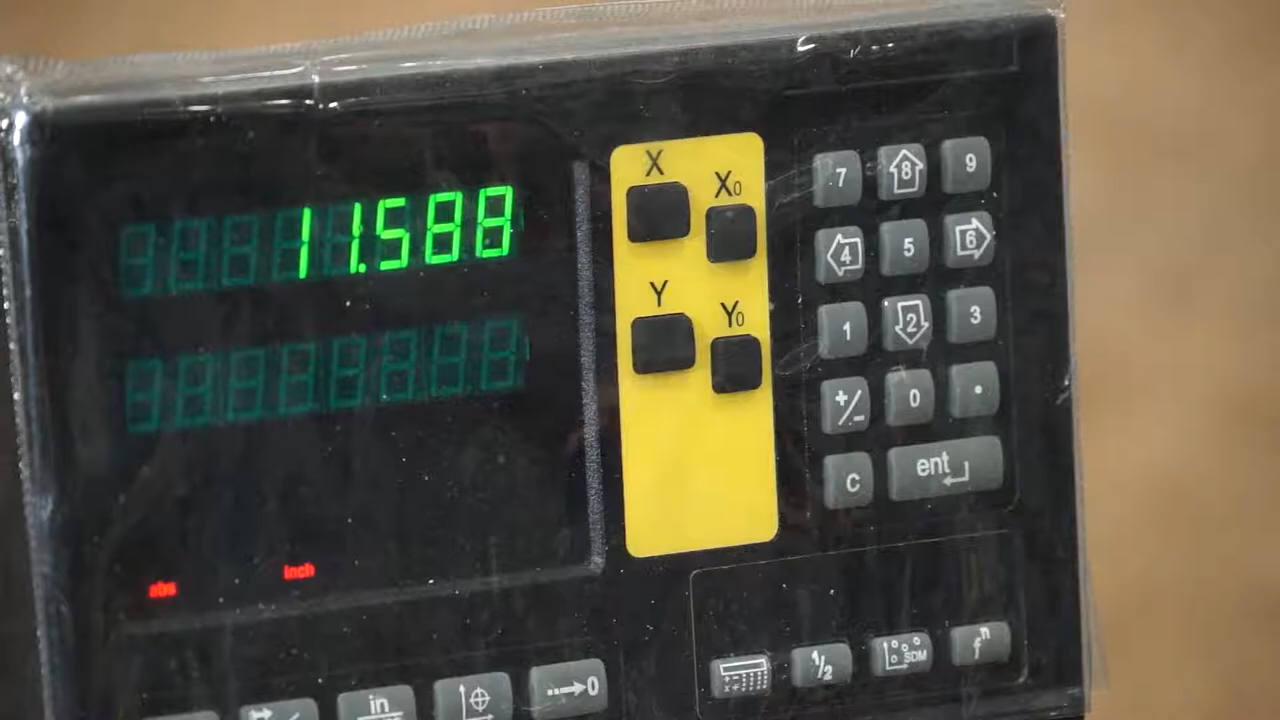 11.588
X
X0
Y
Y0
7 8 9
4 5 6
1 2 3
+/- 0 .
C ent
abs inch
in
→0
1/2
SDM
fn